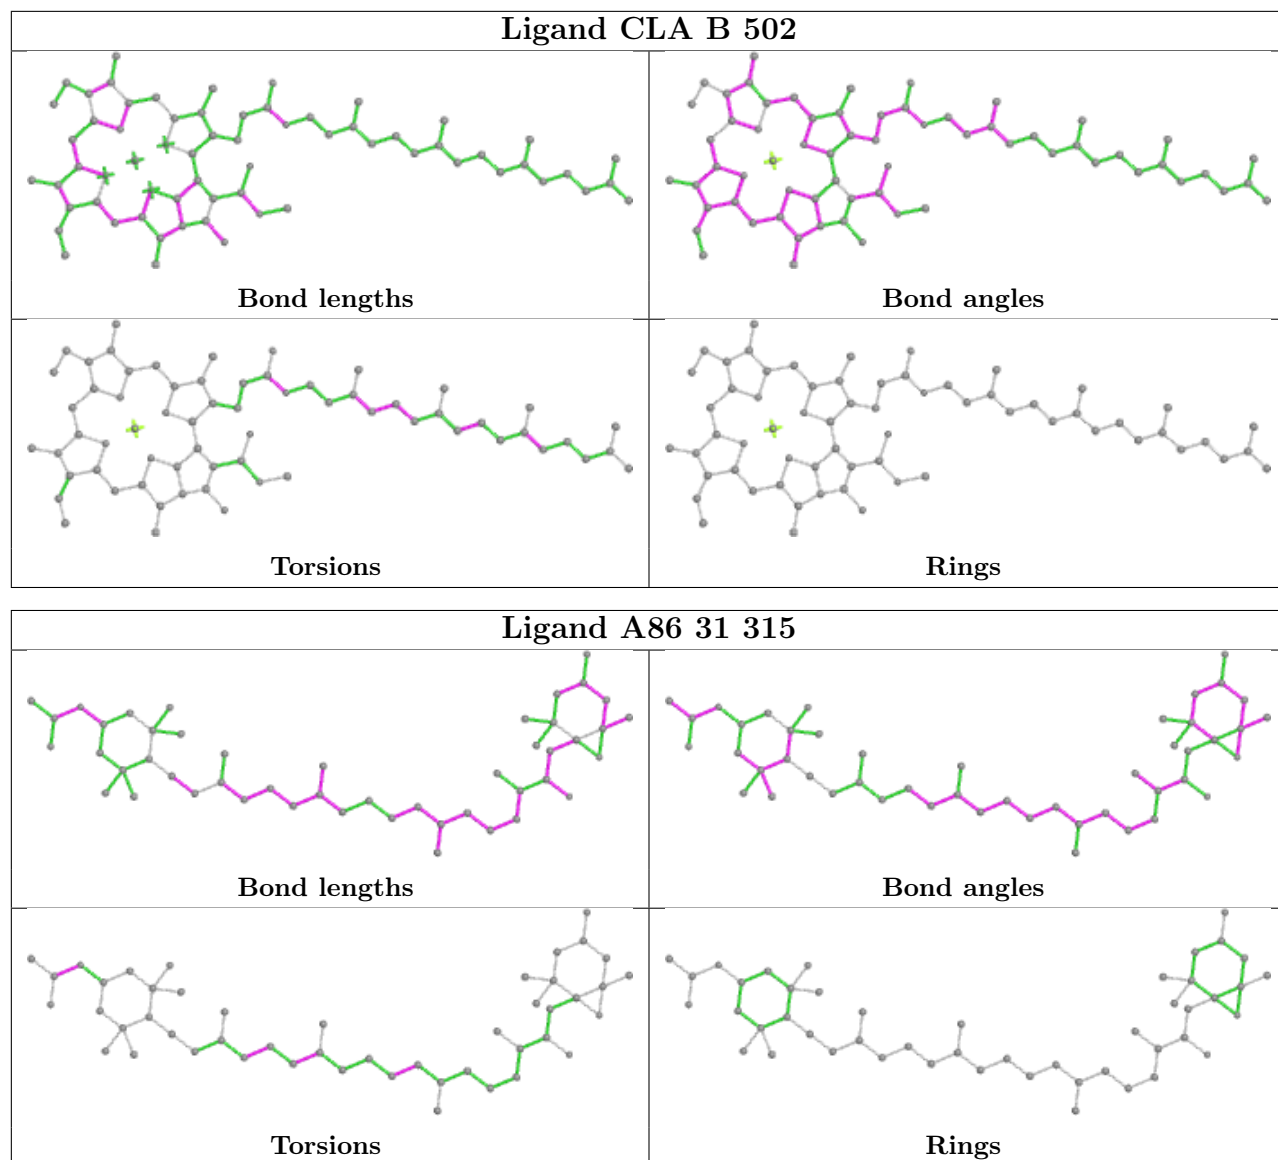 Ligand CLA B 502
Bond lengths
Bond angles
Torsions
Rings
Ligand A86 31 315
Bond lengths
Bond angles
Torsions
Rings